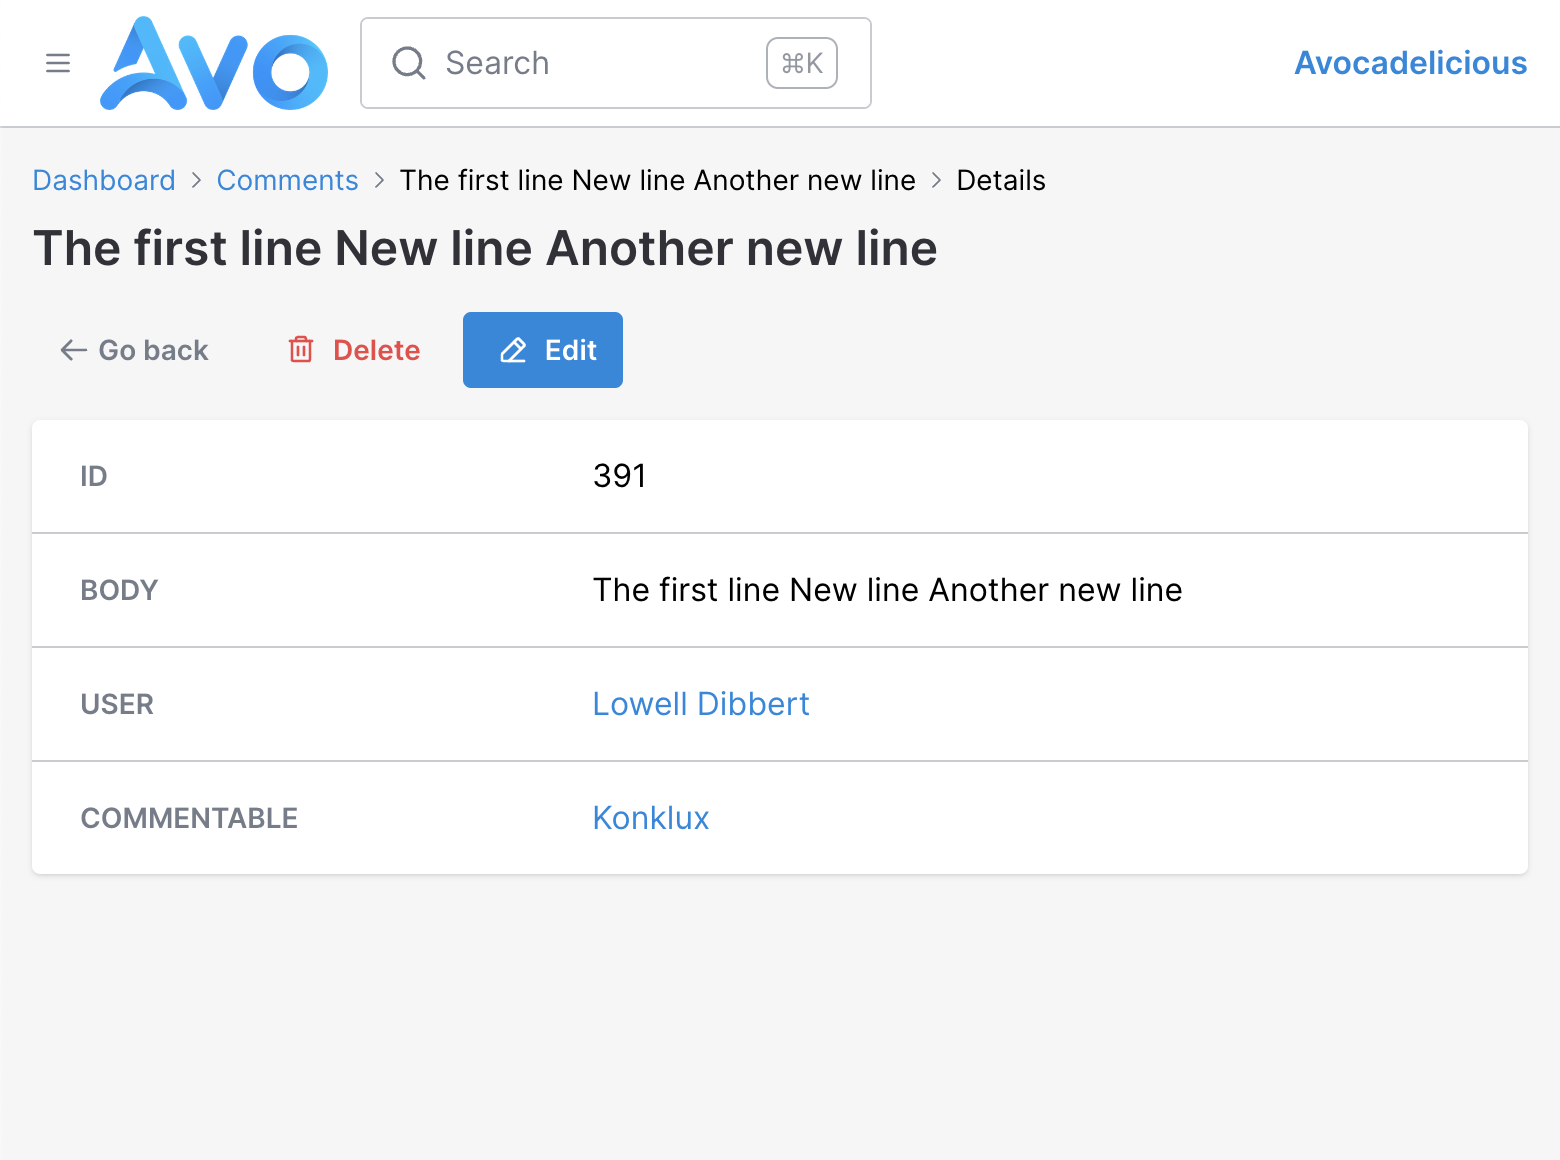 Avo
Search
⌘K
Avocadelicious
Dashboard > Comments > The first line New line Another new line > Details
The first line New line Another new line
← Go back
Delete
Edit
ID 391
BODY The first line New line Another new line
USER Lowell Dibbert
COMMENTABLE Konklux